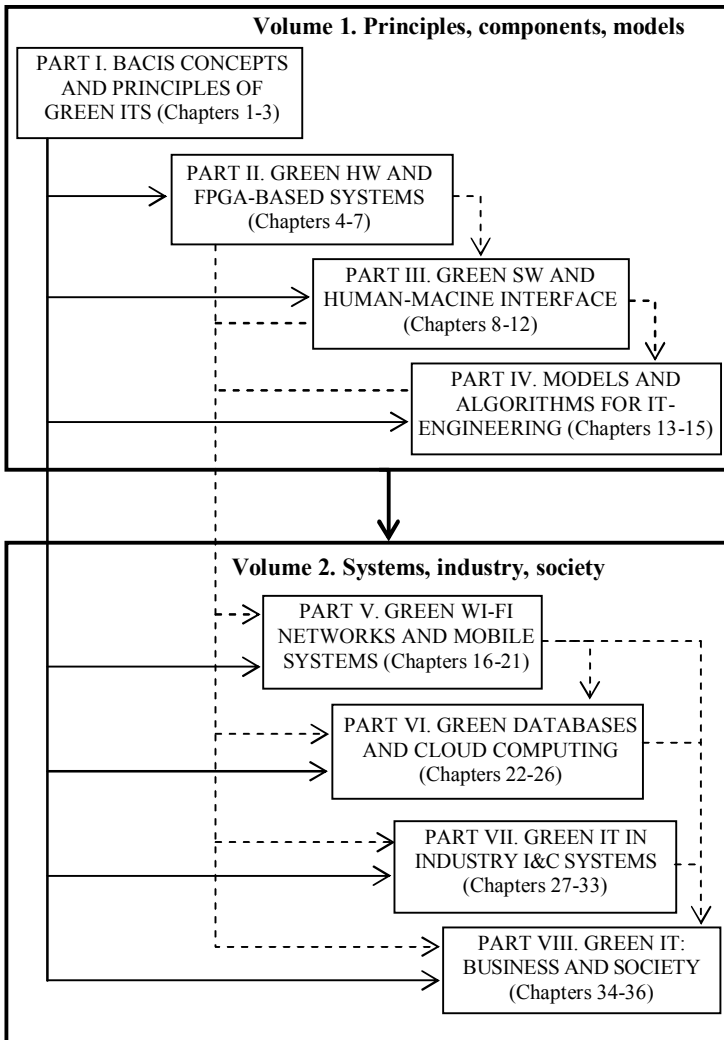 Volume 1. Principles, components, models
PART I. BACIS CONCEPTS
AND PRINCIPLES OF
GREEN ITS (Chapters 1-3)
PART II. GREEN HW AND
FPGA-BASED SYSTEMS
(Chapters 4-7)
PART III. GREEN SW AND
HUMAN-MACINE INTERFACE
(Chapters 8-12)
PART IV. MODELS AND
ALGORITHMS FOR IT-
ENGINEERING (Chapters 13-15)
Volume 2. Systems, industry, society
PART V. GREEN WI-FI
NETWORKS AND MOBILE
SYSTEMS (Chapters 16-21)
PART VI. GREEN DATABASES
AND CLOUD COMPUTING
(Chapters 22-26)
PART VII. GREEN IT IN
INDUSTRY I&C SYSTEMS
(Chapters 27-33)
PART VIII. GREEN IT:
BUSINESS AND SOCIETY
(Chapters 34-36)